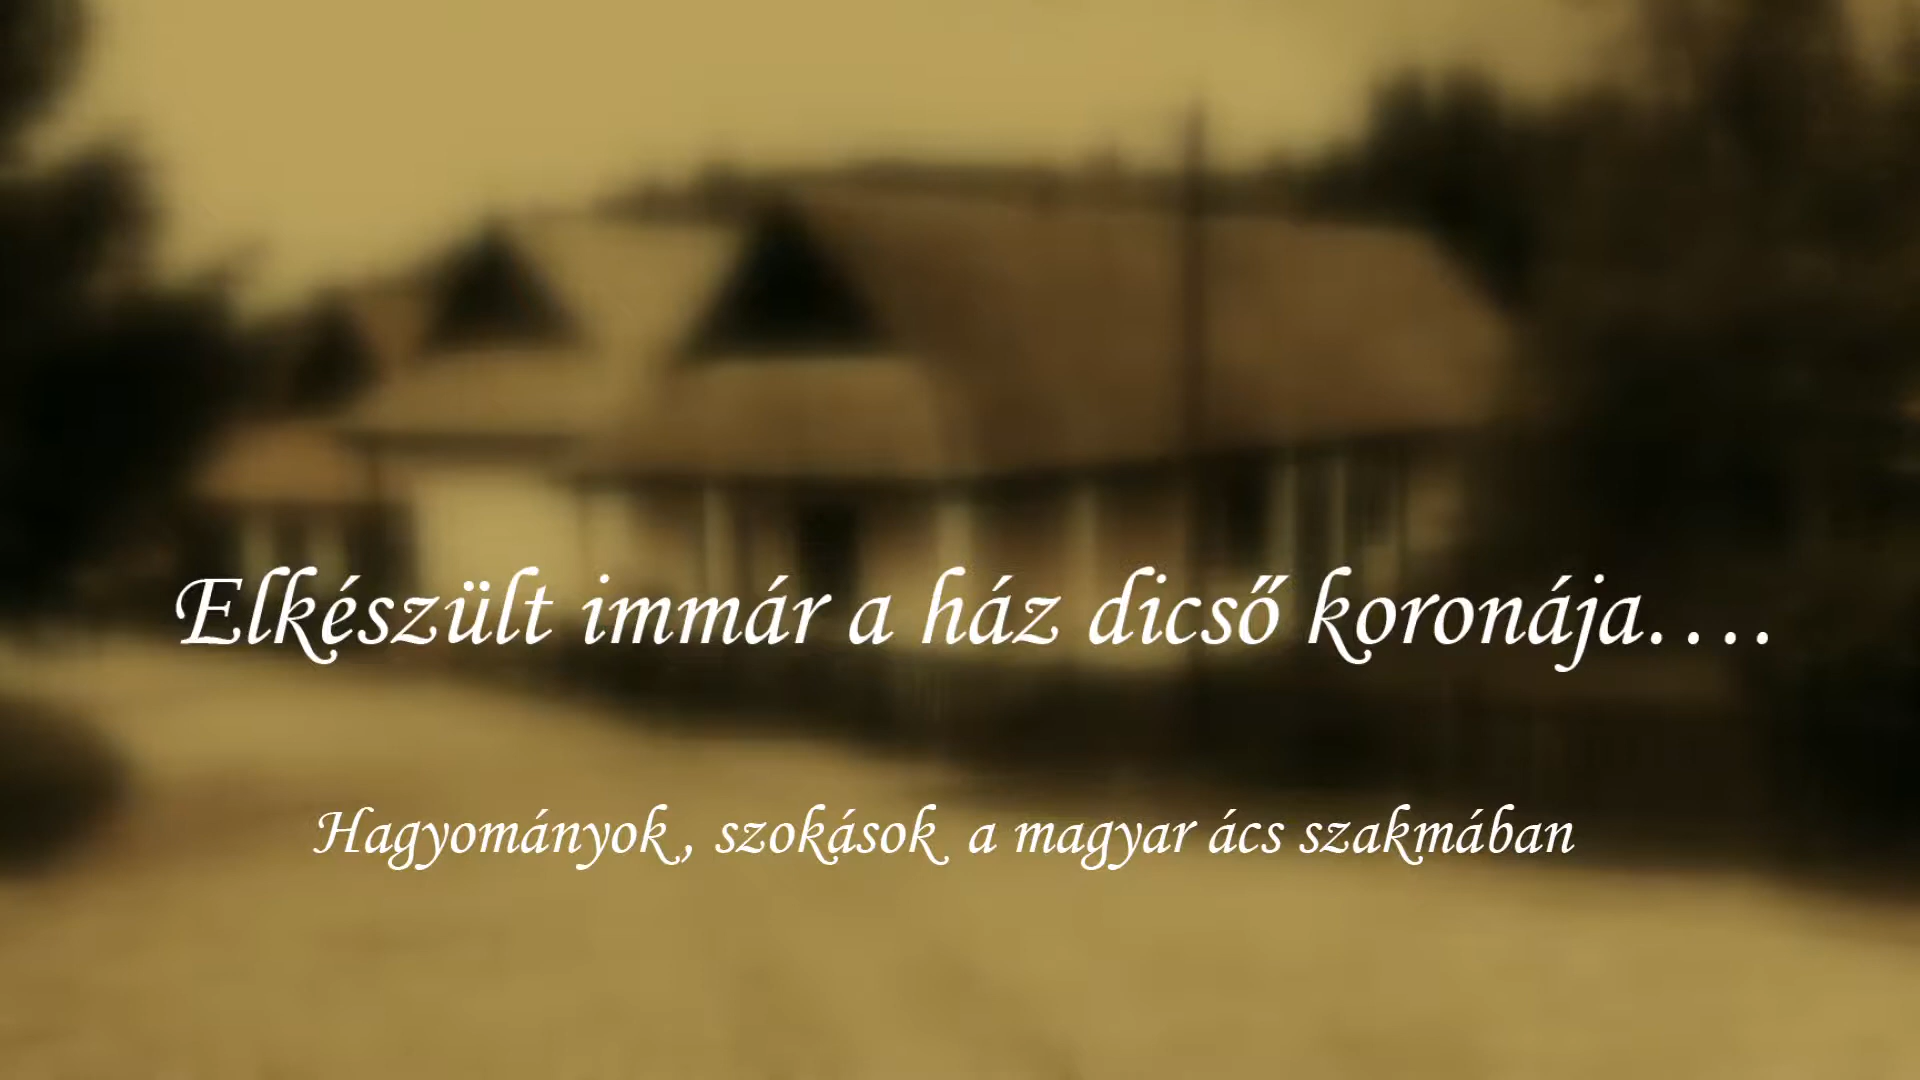 Elkészült immár a ház dicső koronája....
Hagyományok, szokások a magyar ács szakmában